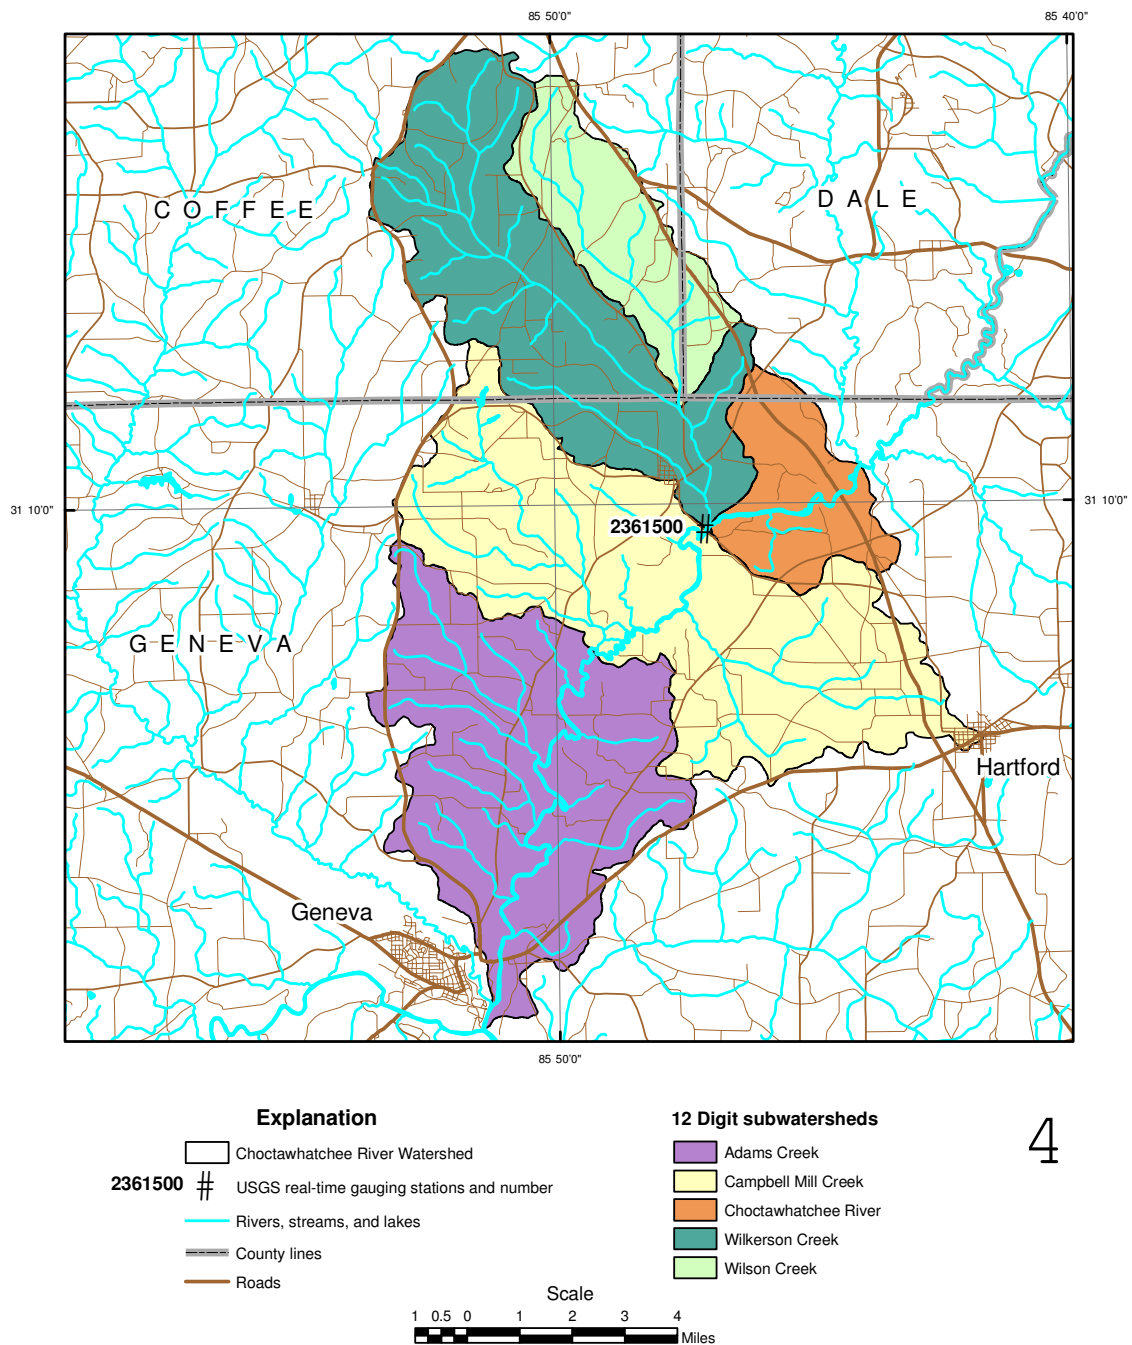 85 50'0"
85 40'0"
COFFEE
DALE
31 10'0"
31 10'0"
2361500
GENEVA
Hartford
Geneva
85 50'0"
Explanation
Choctawhatchee River Watershed
2361500 USGS real-time gauging stations and number
Rivers, streams, and lakes
County lines
Roads
12 Digit subwatersheds
Adams Creek
Campbell Mill Creek
Choctawhatchee River
Wilkerson Creek
Wilson Creek
4
Scale
1 0.5 0 1 2 3 4
Miles